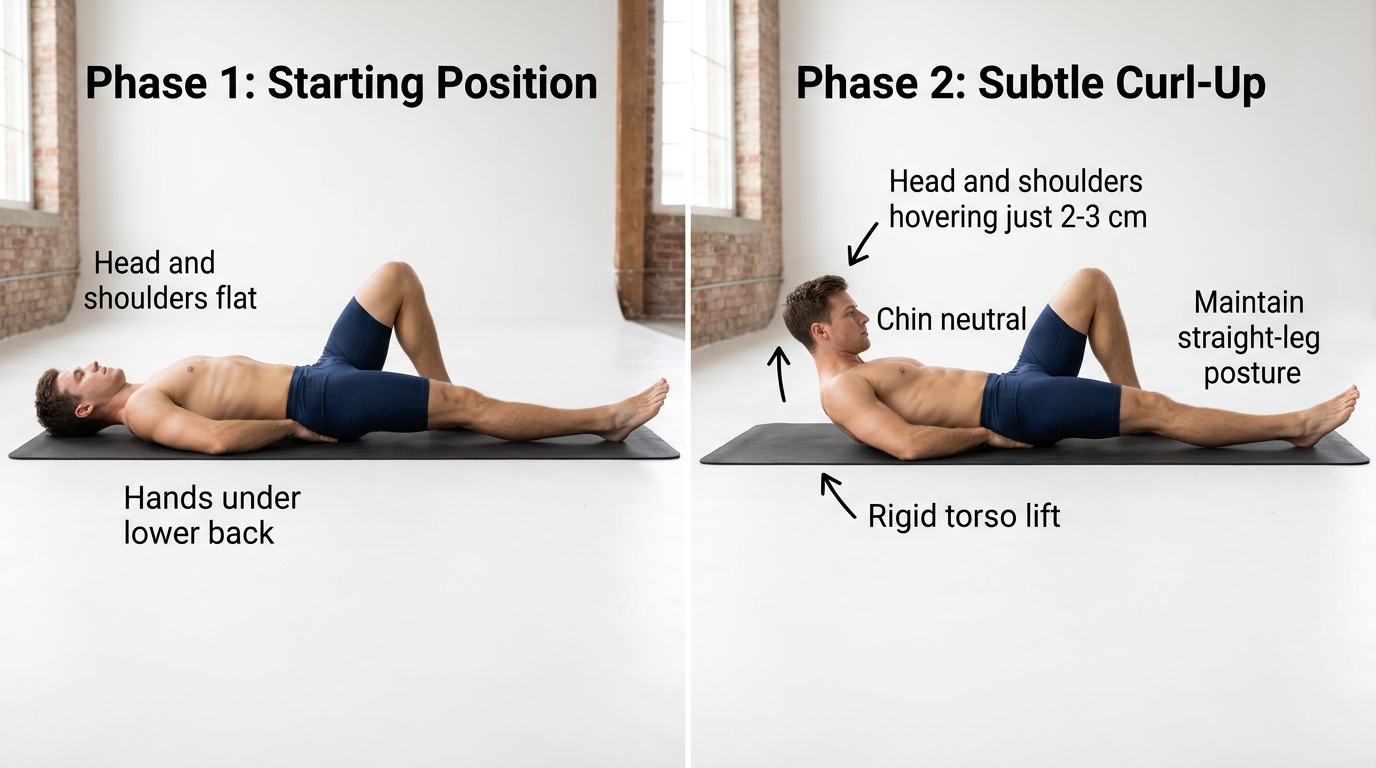 Phase 1: Starting Position
Head and
shoulders flat
Hands under
lower back
Phase 2: Subtle Curl-Up
Head and shoulders
hovering just 2-3 cm
Chin neutral
Maintain
straight-leg
posture
Rigid torso lift